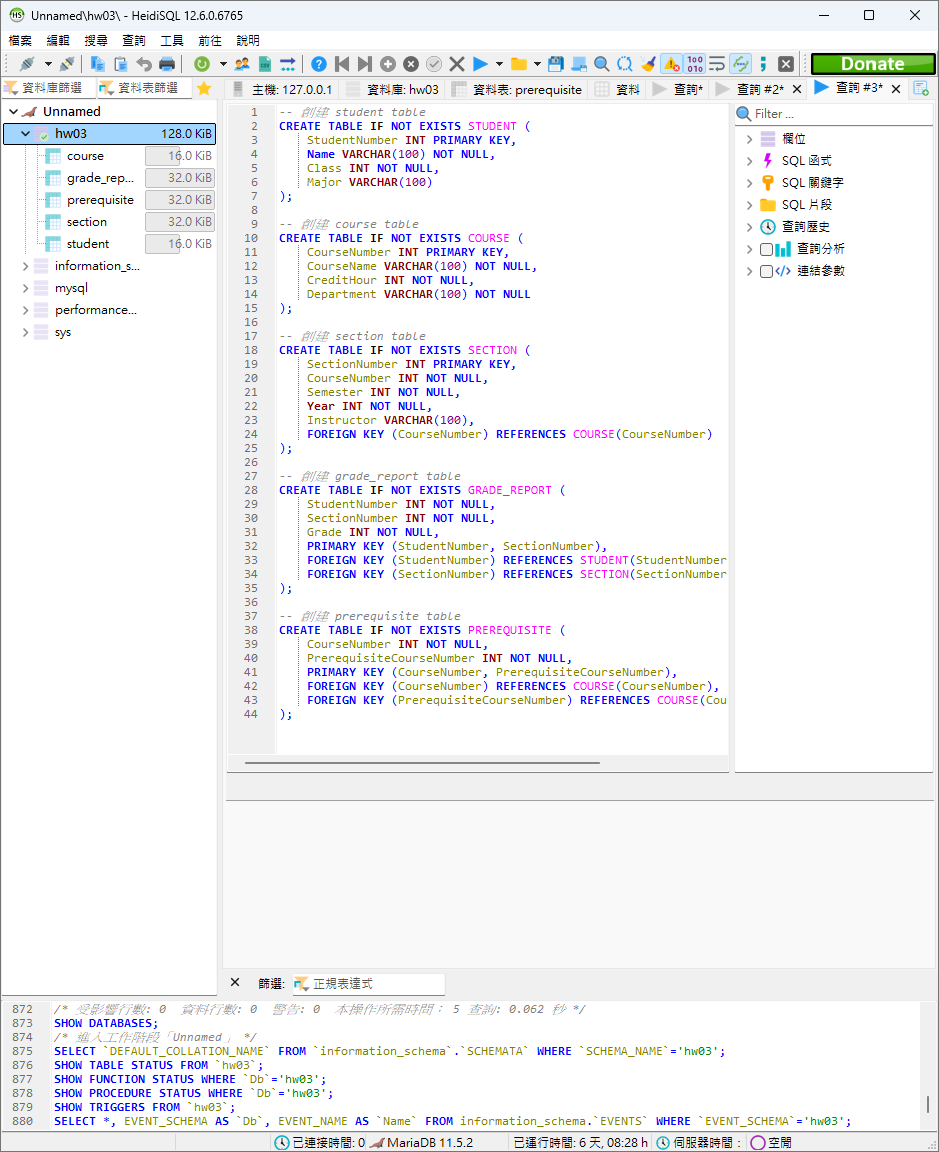 Unnamed\hw03\ - HeidiSQL 12.6.0.6765
檔案 編輯 搜尋 查詢 工具 前往 說明
Donate
資料庫篩選 資料表篩選
主機: 127.0.0.1 資料庫: hw03 資料表: prerequisite 資料 查詢* 查詢 #2* 查詢 #3*
Unnamed
hw03 128.0 KiB
course 16.0 KiB
grade_rep... 32.0 KiB
prerequisite 32.0 KiB
section 32.0 KiB
student 16.0 KiB
information_s...
mysql
performance...
sys
1 -- 創建 student table
2 CREATE TABLE IF NOT EXISTS STUDENT (
3 StudentNumber INT PRIMARY KEY,
4 Name VARCHAR(100) NOT NULL,
5 Class INT NOT NULL,
6 Major VARCHAR(100)
7 );
8
9 -- 創建 course table
10 CREATE TABLE IF NOT EXISTS COURSE (
11 CourseNumber INT PRIMARY KEY,
12 CourseName VARCHAR(100) NOT NULL,
13 CreditHour INT NOT NULL,
14 Department VARCHAR(100) NOT NULL
15 );
16
17 -- 創建 section table
18 CREATE TABLE IF NOT EXISTS SECTION (
19 SectionNumber INT PRIMARY KEY,
20 CourseNumber INT NOT NULL,
21 Semester INT NOT NULL,
22 Year INT NOT NULL,
23 Instructor VARCHAR(100),
24 FOREIGN KEY (CourseNumber) REFERENCES COURSE(CourseNumber)
25 );
26
27 -- 創建 grade_report table
28 CREATE TABLE IF NOT EXISTS GRADE_REPORT (
29 StudentNumber INT NOT NULL,
30 SectionNumber INT NOT NULL,
31 Grade INT NOT NULL,
32 PRIMARY KEY (StudentNumber, SectionNumber),
33 FOREIGN KEY (StudentNumber) REFERENCES STUDENT(StudentNumber
34 FOREIGN KEY (SectionNumber) REFERENCES SECTION(SectionNumber
35 );
36
37 -- 創建 prerequisite table
38 CREATE TABLE IF NOT EXISTS PREREQUISITE (
39 CourseNumber INT NOT NULL,
40 PrerequisiteCourseNumber INT NOT NULL,
41 PRIMARY KEY (CourseNumber, PrerequisiteCourseNumber),
42 FOREIGN KEY (CourseNumber) REFERENCES COURSE(CourseNumber),
43 FOREIGN KEY (PrerequisiteCourseNumber) REFERENCES COURSE(Cou
44 );
Filter ...
欄位
SQL 函式
SQL 關鍵字
SQL 片段
查詢歷史
查詢分析
連結參數
篩選: 正規表達式
872 /* 受影響行數: 0 資料行數: 0 警告: 0 本操作所需時間: 5 查詢: 0.062 秒 */
873 SHOW DATABASES;
874 /* 進入工作階段「Unnamed」 */
875 SELECT `DEFAULT_COLLATION_NAME` FROM `information_schema`.`SCHEMATA` WHERE `SCHEMA_NAME`='hw03';
876 SHOW TABLE STATUS FROM `hw03`;
877 SHOW FUNCTION STATUS WHERE `Db`='hw03';
878 SHOW PROCEDURE STATUS WHERE `Db`='hw03';
879 SHOW TRIGGERS FROM `hw03`;
880 SELECT *, EVENT_SCHEMA AS `Db`, EVENT_NAME AS `Name` FROM information_schema.`EVENTS` WHERE `EVENT_SCHEMA`='hw03';
已連接時間: 0 MariaDB 11.5.2 已運行時間: 6 天, 08:28 h 伺服器時間: 空閒